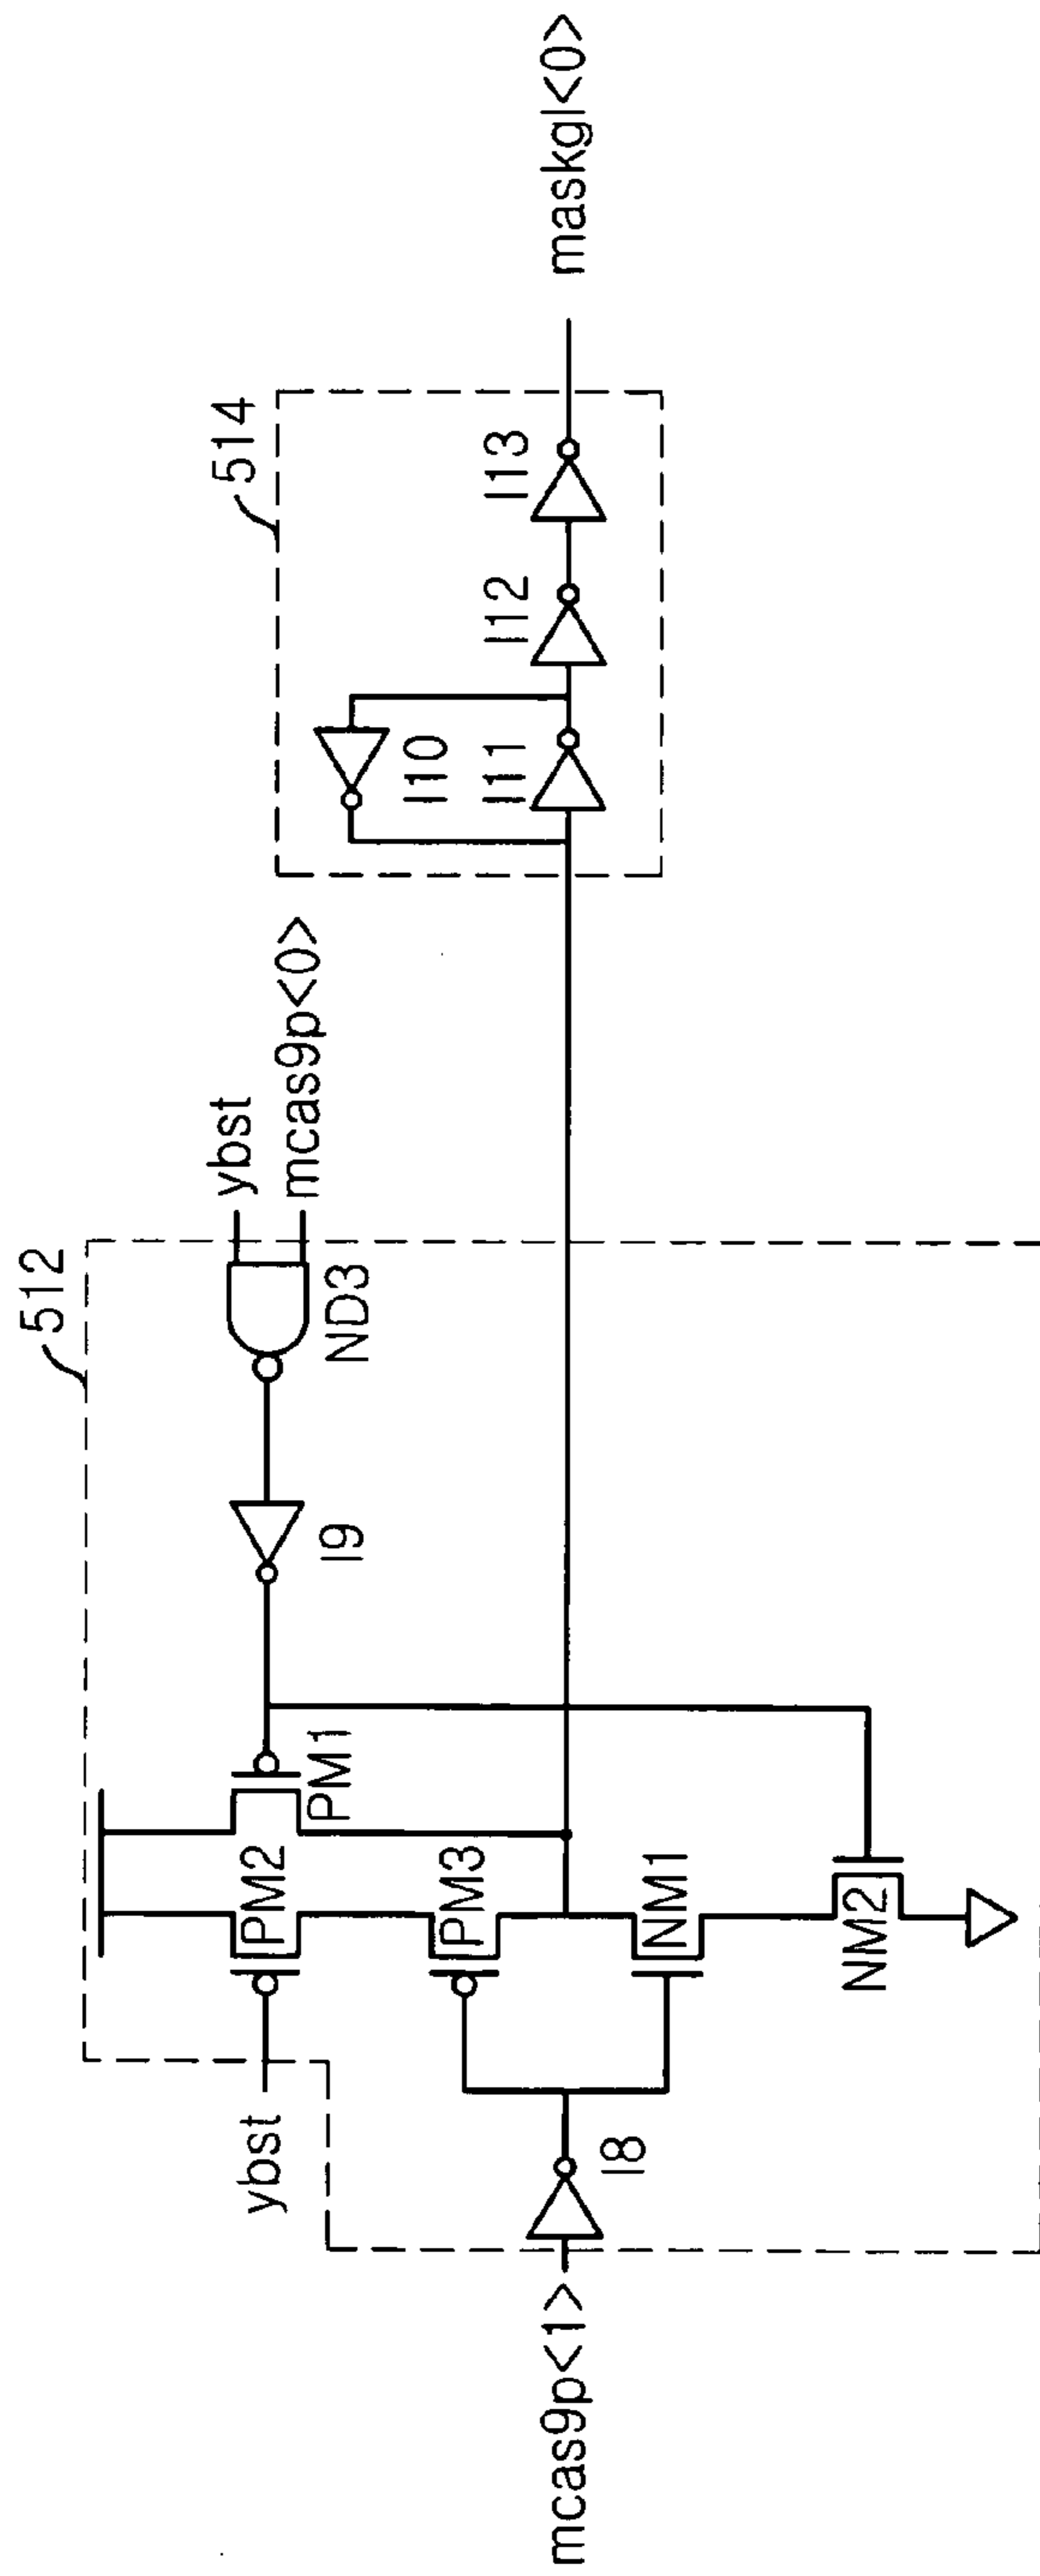 512
ybst
mcas9p<0>
ND3
I9
PM1
PM2
ybst
PM3
NM1
NM2
I8
mcas9p<1>
514
I10
I11
I12
I13
maskgl<0>